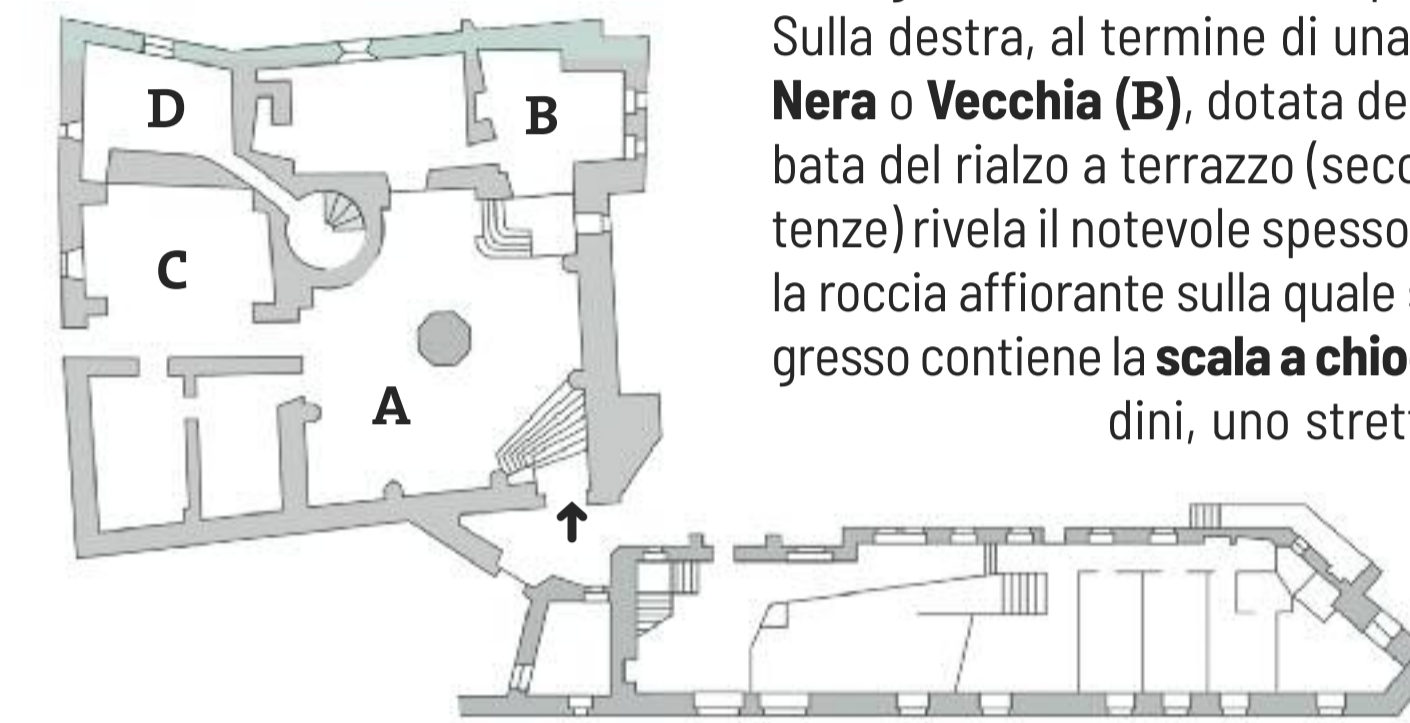 D
B
C
A
Sulla destra, al termine di una
Nera o Vecchia (B), dotata de
bata del rialzo a terrazzo (seco
tenze) rivela il notevole spesso
la roccia affiorante sulla quale
gresso contiene la scala a chio
dini, uno stret